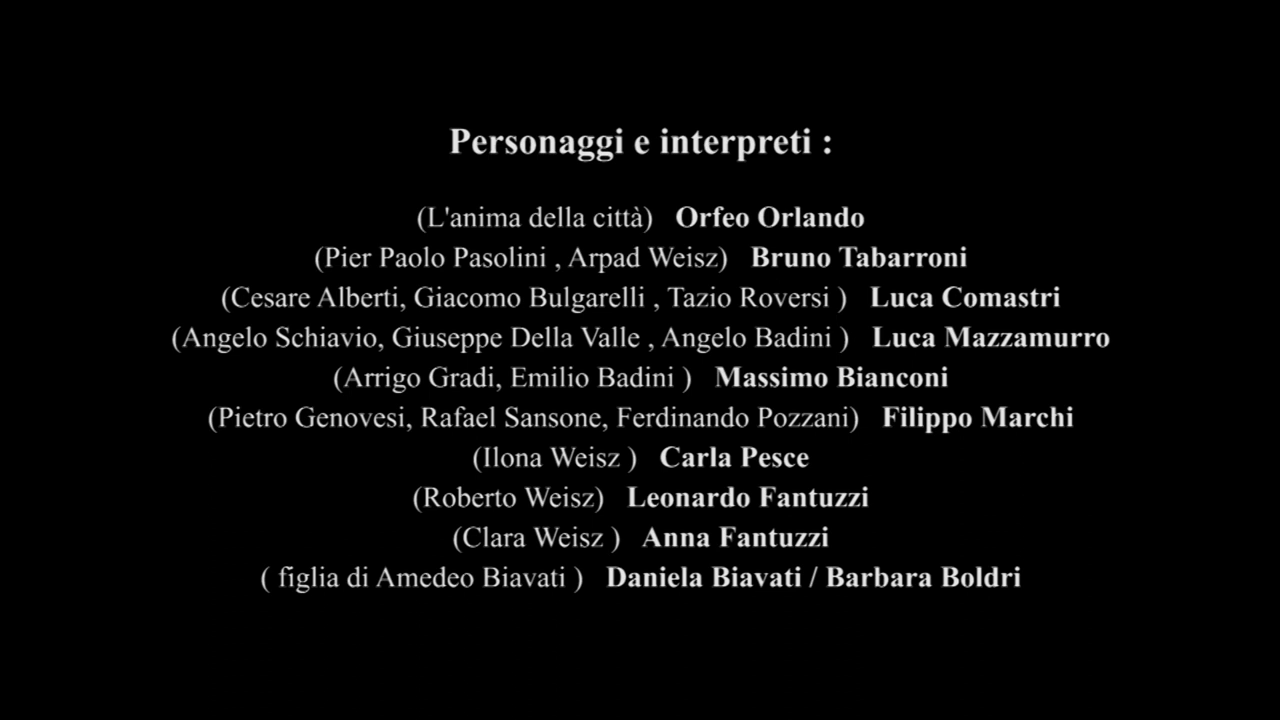 Personaggi e interpreti :
(L'anima della città) Orfeo Orlando
(Pier Paolo Pasolini , Arpad Weisz) Bruno Tabarroni
(Cesare Alberti, Giacomo Bulgarelli , Tazio Roversi ) Luca Comastri
(Angelo Schiavio, Giuseppe Della Valle , Angelo Badini ) Luca Mazzamurro
(Arrigo Gradi, Emilio Badini ) Massimo Bianconi
(Pietro Genovesi, Rafael Sansone, Ferdinando Pozzani) Filippo Marchi
(Ilona Weisz ) Carla Pesce
(Roberto Weisz) Leonardo Fantuzzi
(Clara Weisz ) Anna Fantuzzi
( figlia di Amedeo Biavati ) Daniela Biavati / Barbara Boldri